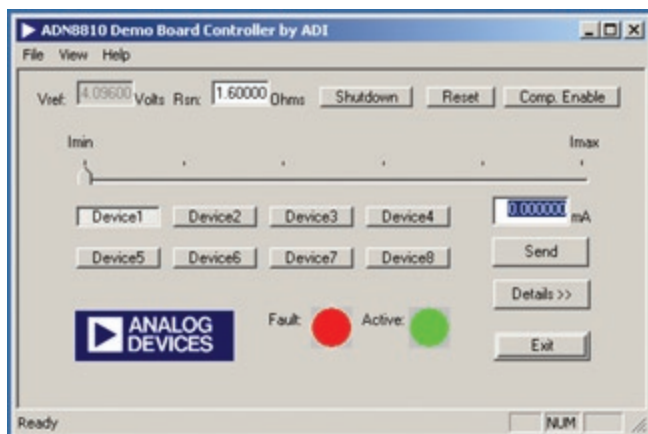 ADN8810 Demo Board Controller by ADI
File View Help
Vref: 4.09600 Volts Rsn: 1.60000 Ohms Shutdown Reset Comp. Enable
Imin Imax
Device1 Device2 Device3 Device4 0.000000 mA
Device5 Device6 Device7 Device8 Send
Details >>
ANALOG
DEVICES
Fault: Active:
Exit
Ready NUM